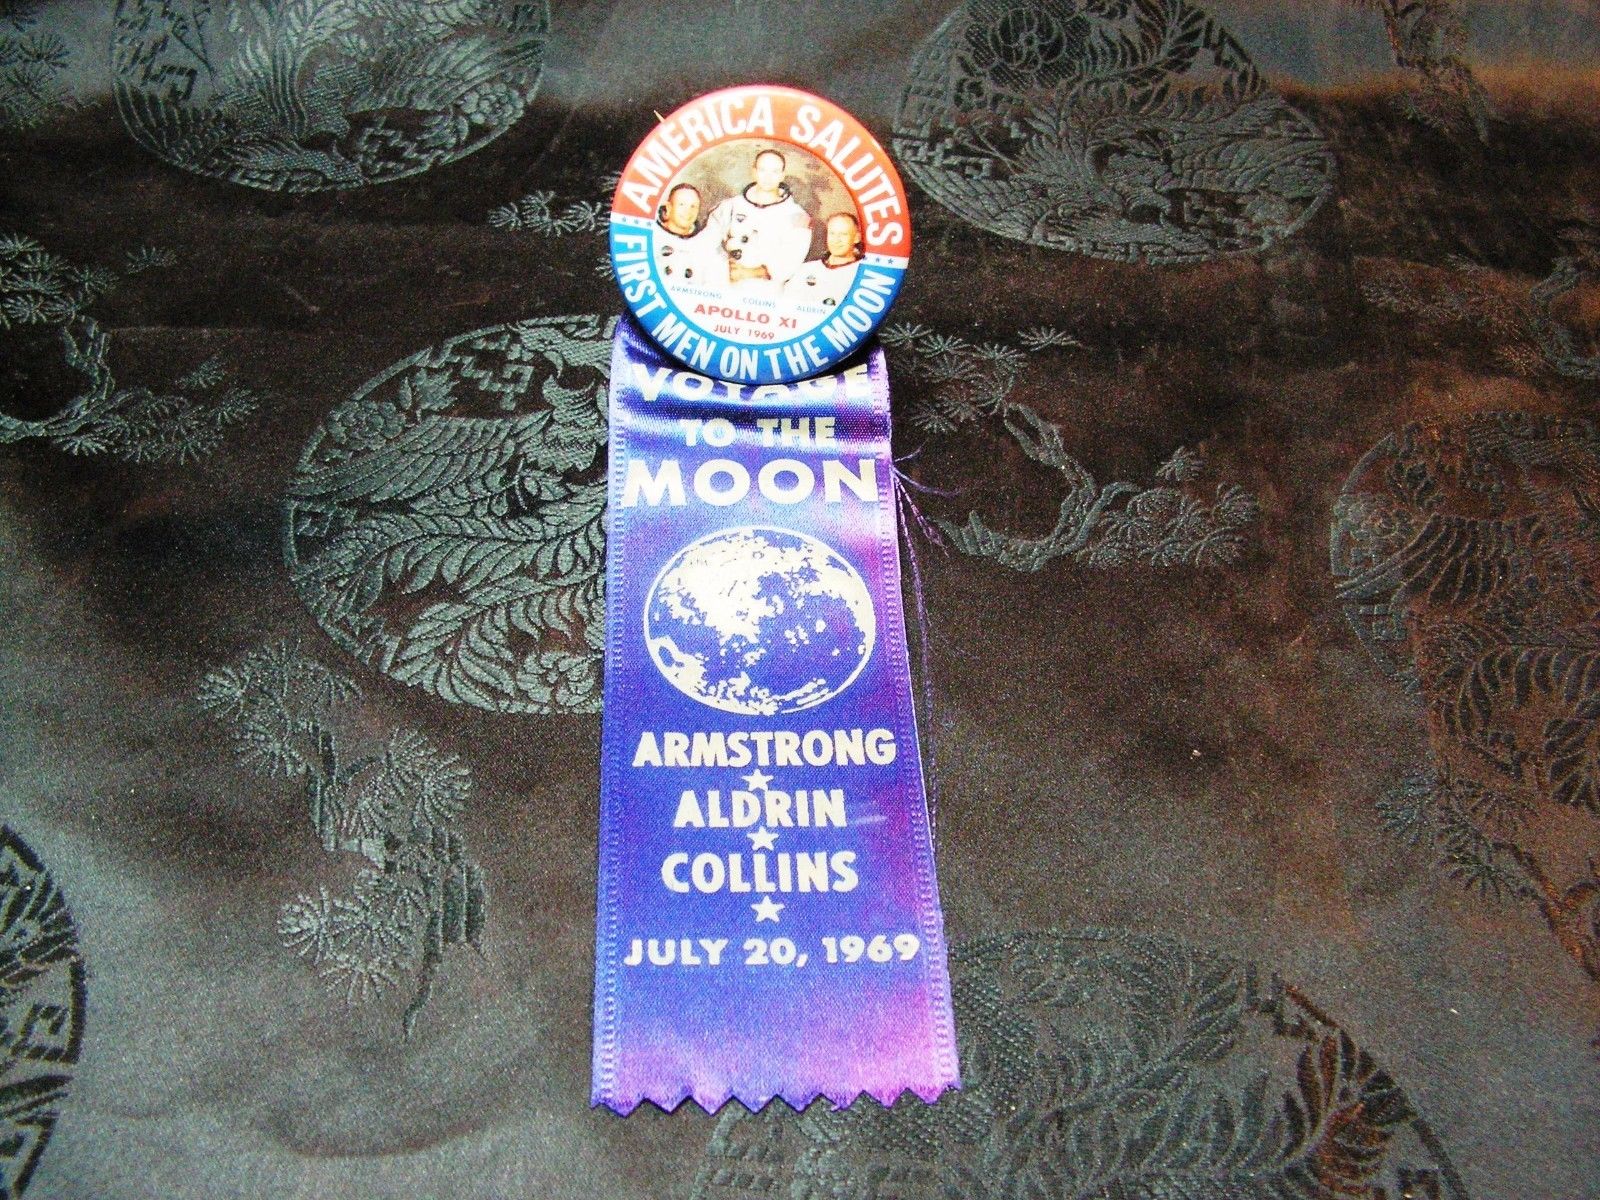 AMERICA SALUTES
FIRST MEN ON THE MOON
ARMSTRONG COLLINS ALDRIN
APOLLO XI
JULY 1969
VOYAGE
TO THE
MOON
ARMSTRONG
ALDRIN
COLLINS
JULY 20, 1969